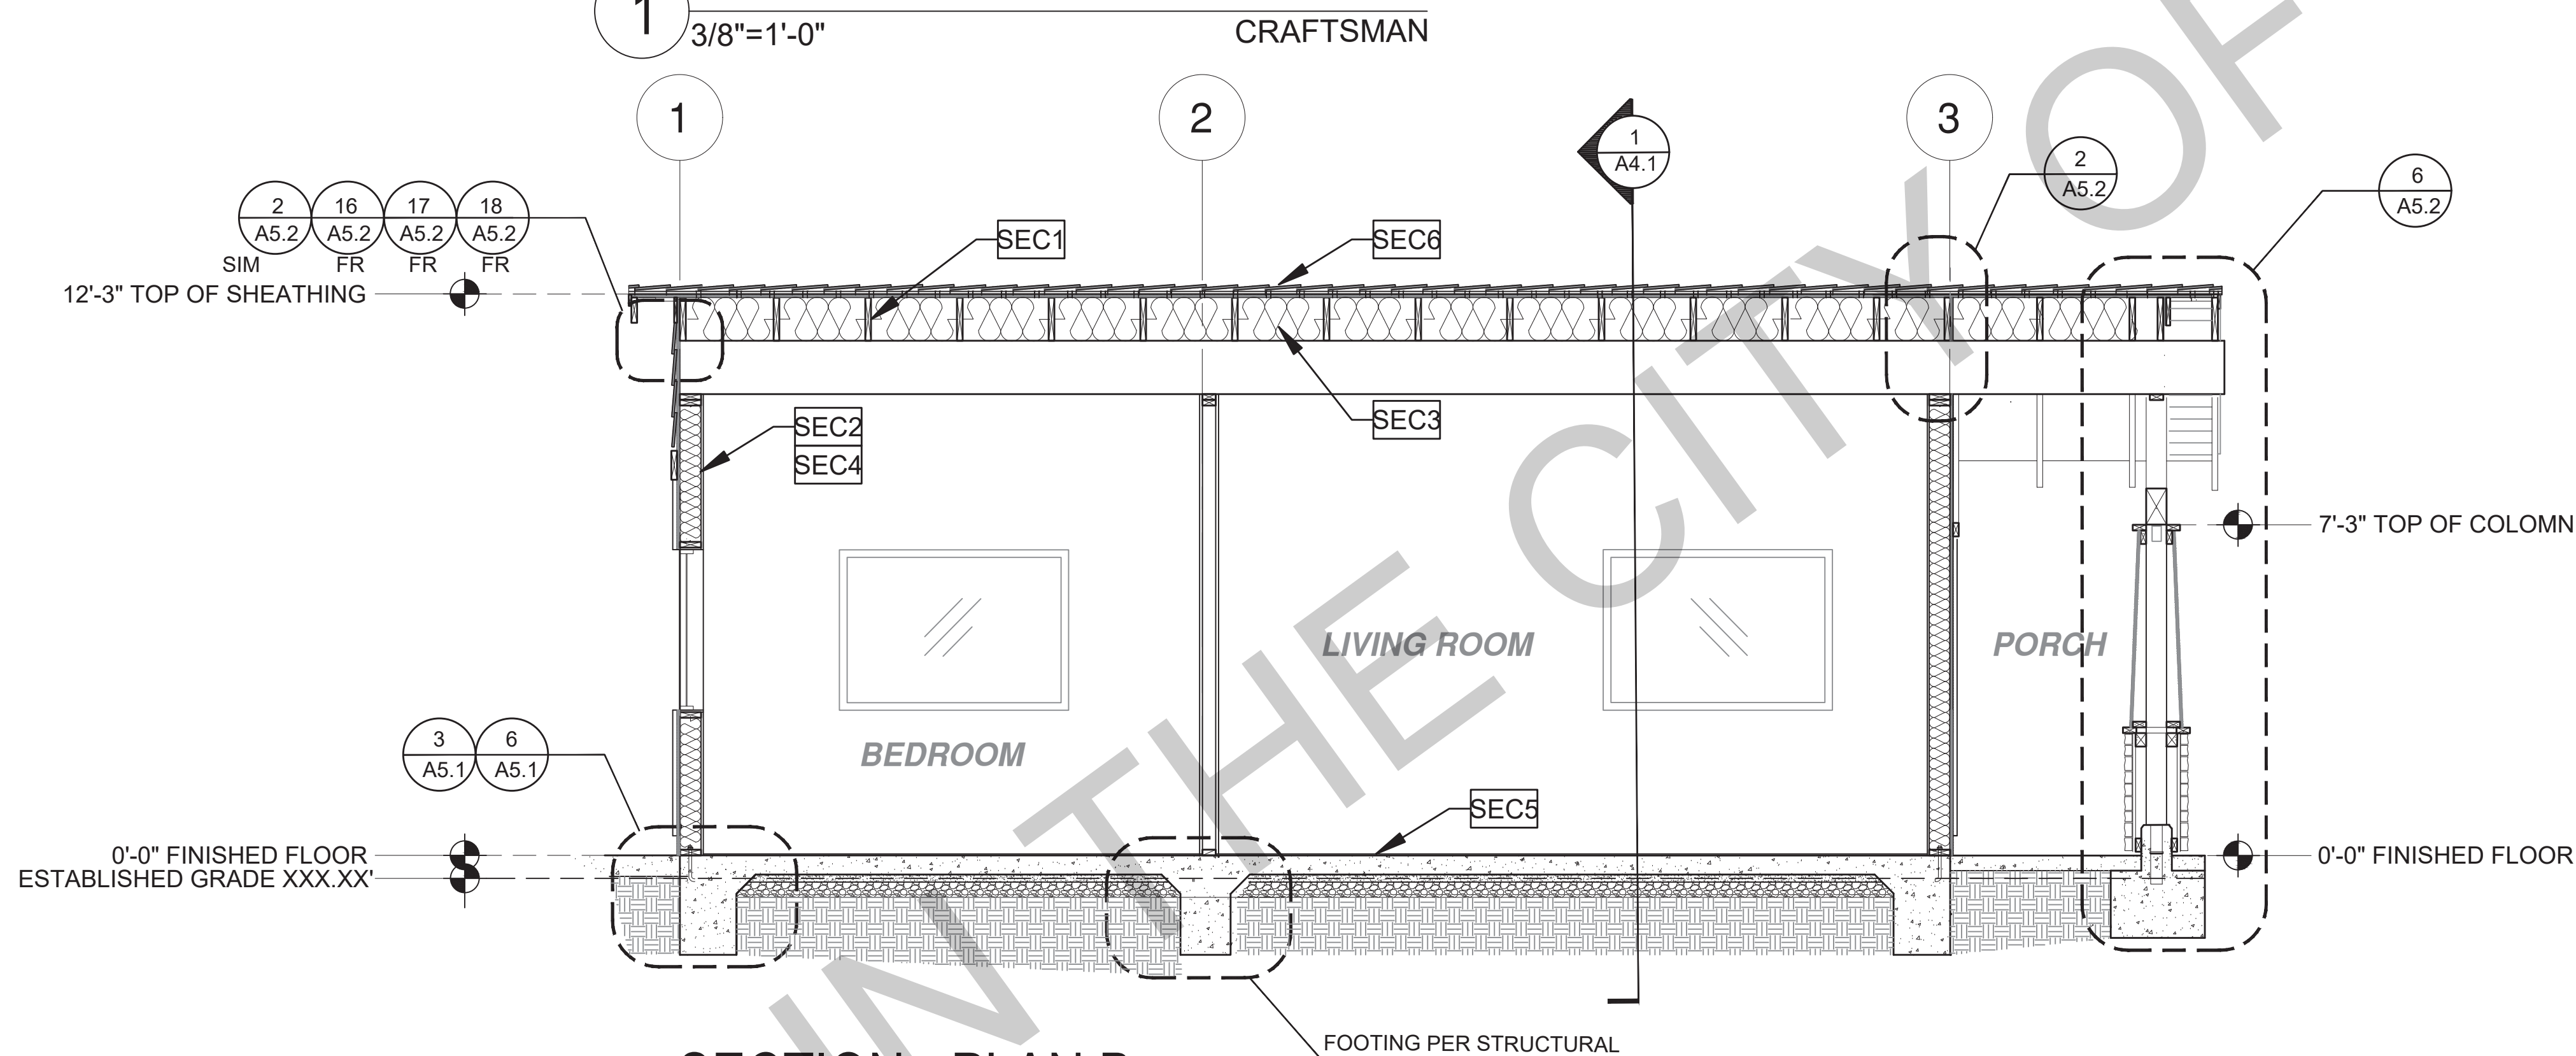 1
3/8"=1'-0"
CRAFTSMAN
1
2
3
1
A4.1
2
A5.2
6
A5.2
2
A5.2
SIM
16
A5.2
FR
17
A5.2
FR
18
A5.2
FR
SEC1
SEC6
12'-3" TOP OF SHEATHING
SEC3
SEC2
SEC4
7'-3" TOP OF COLOMN
LIVING ROOM
PORCH
BEDROOM
3
A5.1
6
A5.1
SEC5
0'-0" FINISHED FLOOR
0'-0" FINISHED FLOOR
ESTABLISHED GRADE XXX.XX'
FOOTING PER STRUCTURAL
SECTION - PLAN B
IN THE CITY OF